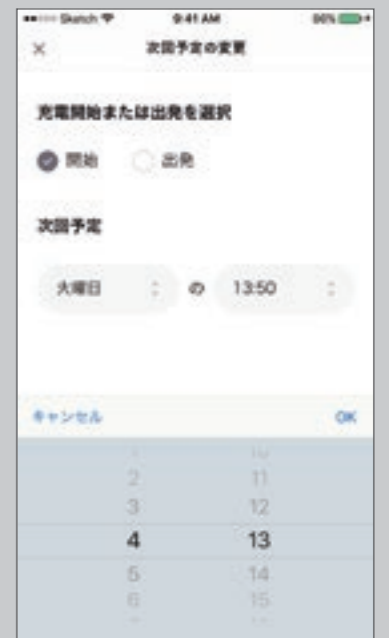 Sketch 9:41 AM 86%
次回予定の変更
充電開始または出発を選択
開始 出発
次回予定
火曜日 の 13:50
キャンセル OK
2 11
3 12
4 13
5 14
6 15